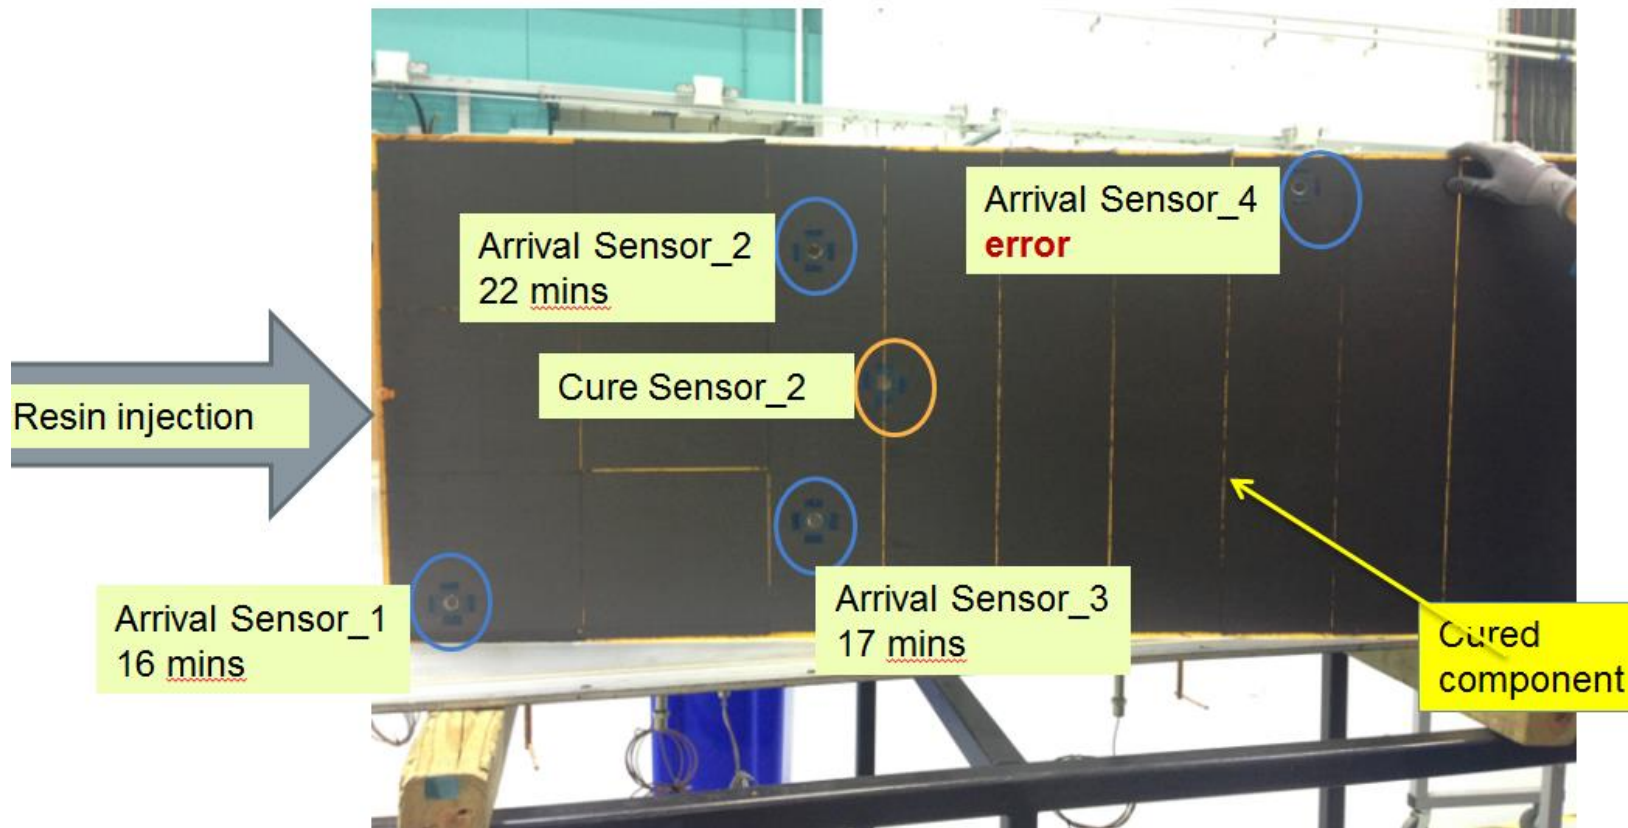 Arrival Sensor_4
error
Arrival Sensor_2
22 mins
Cure Sensor_2
Resin injection
Arrival Sensor_3
17 mins
Arrival Sensor_1
16 mins
Cured
component